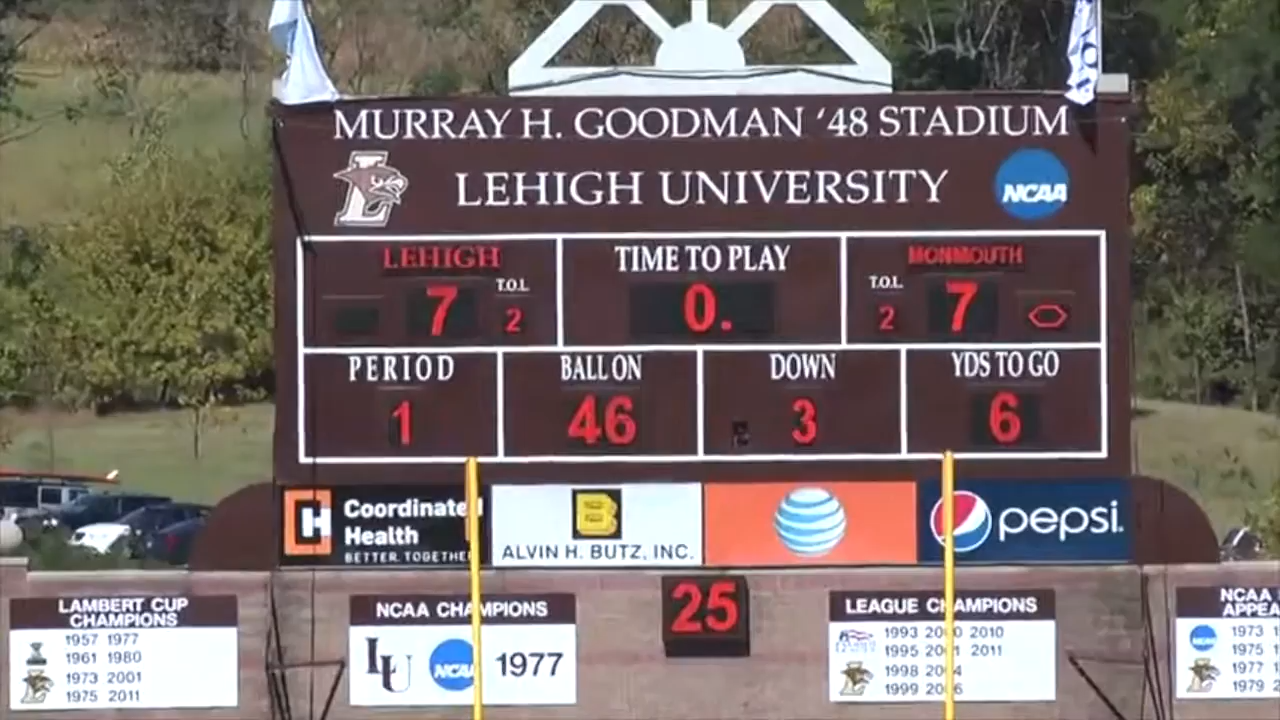 MURRAY H. GOODMAN '48 STADIUM
LEHIGH UNIVERSITY
NCAA
LEHIGH
7
T.O.L.
2
TIME TO PLAY
0.
MONMOUTH
T.O.L.
2
7
PERIOD
1
BALL ON
46
DOWN
3
YDS TO GO
6
Coordinated
Health
BETTER. TOGETHER
B
ALVIN H. BUTZ, INC.
pepsi.
25
LAMBERT CUP
CHAMPIONS
1957 1977
1961 1980
1973 2001
1975 2011
NCAA CHAMPIONS
LU
NCAA
1977
LEAGUE CHAMPIONS
1993 2000 2010
1995 2001 2011
1998 2004
1999 2006
NCAA
APPEA
1973
1975
1977
1979